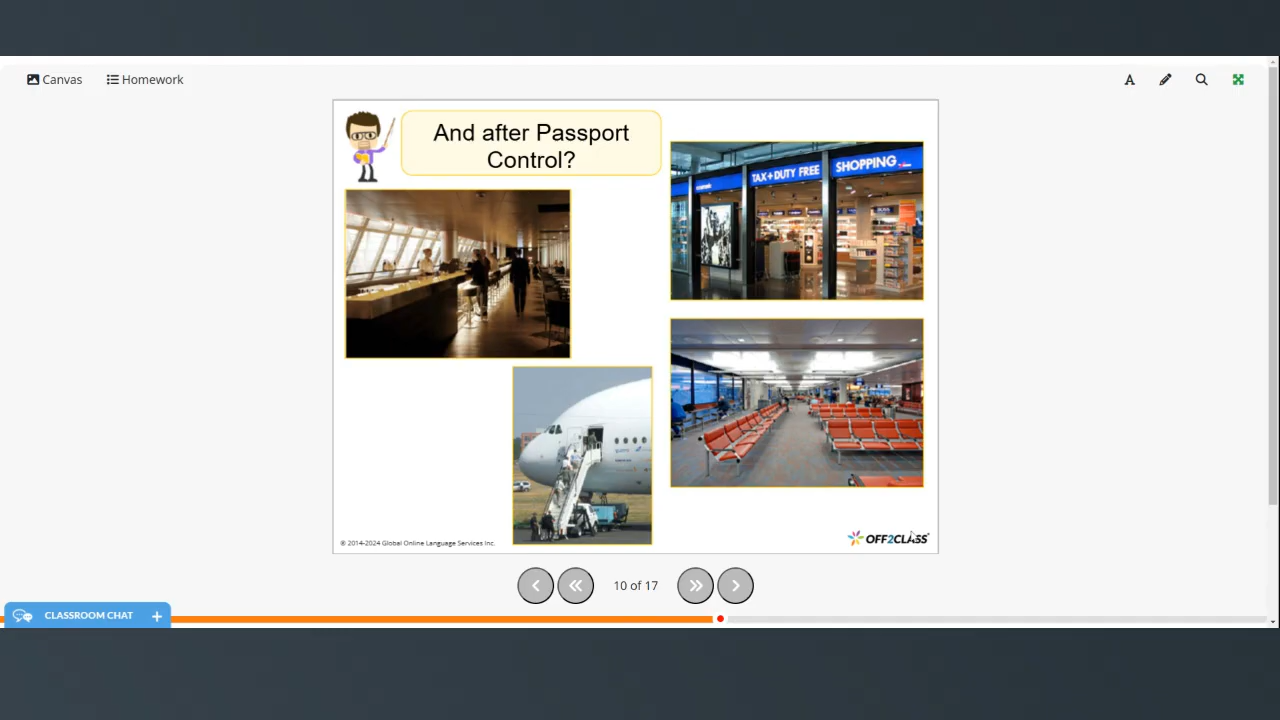 Canvas
Homework
A
And after Passport
Control?
TAX+DUTY FREE
SHOPPING
® 2014-2024 Global Online Language Services Inc.
OFF2CLASS
10 of 17
CLASSROOM CHAT